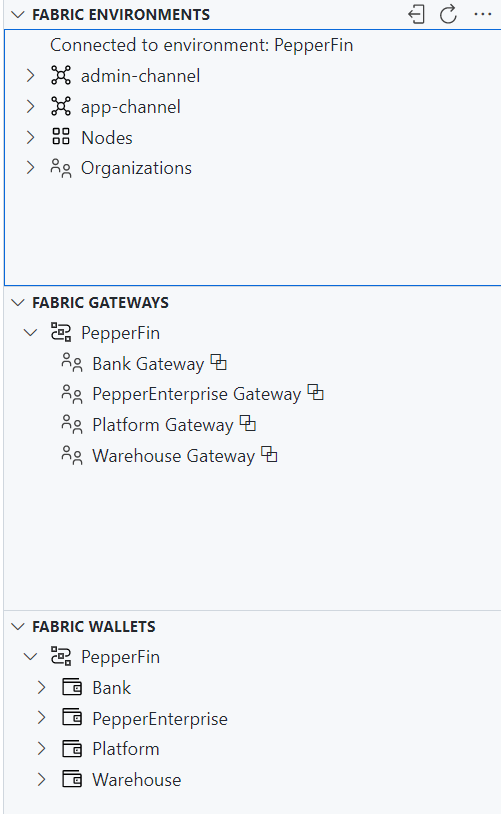 FABRIC ENVIRONMENTS
Connected to environment: PepperFin
admin-channel
app-channel
Nodes
Organizations
FABRIC GATEWAYS
PepperFin
Bank Gateway
PepperEnterprise Gateway
Platform Gateway
Warehouse Gateway
FABRIC WALLETS
PepperFin
Bank
PepperEnterprise
Platform
Warehouse